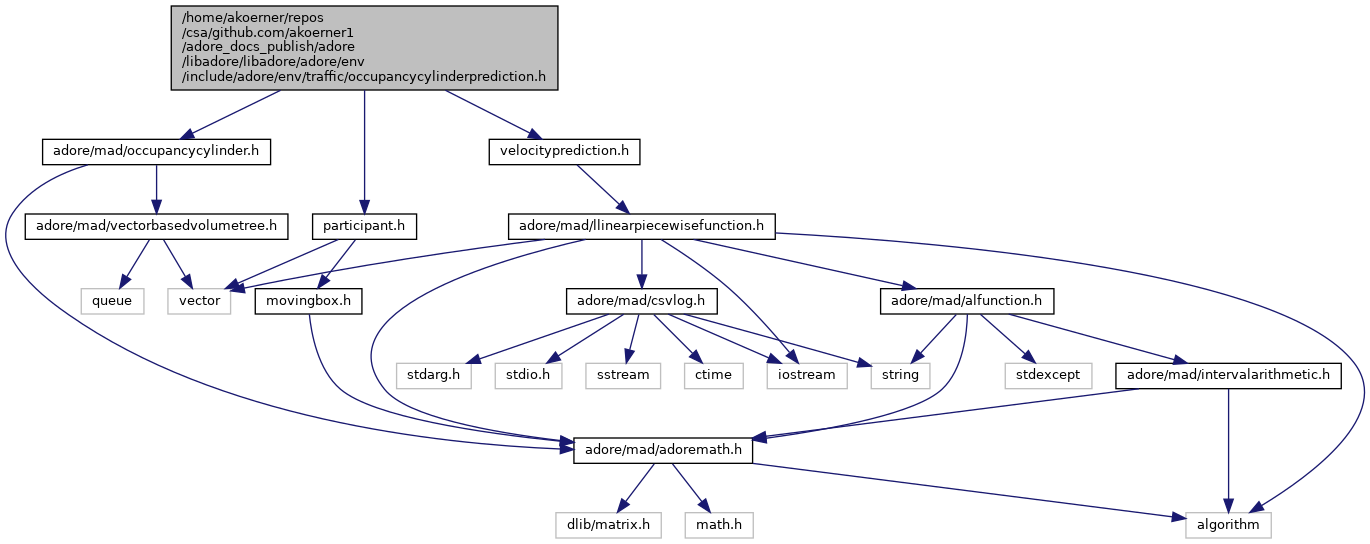 /home/akoerner/repos
/csa/github.com/akoerner1
/adore_docs_publish/adore
/libadore/libadore/adore/env
/include/adore/env/traffic/occupancycylinderprediction.h
adore/mad/occupancycylinder.h
velocityprediction.h
adore/mad/vectorbasedvolumetree.h
participant.h
adore/mad/llinearpiecewisefunction.h
queue
vector
movingbox.h
adore/mad/csvlog.h
adore/mad/alfunction.h
stdarg.h
stdio.h
sstream
ctime
iostream
string
stdexcept
adore/mad/intervalarithmetic.h
adore/mad/adoremath.h
dlib/matrix.h
math.h
algorithm